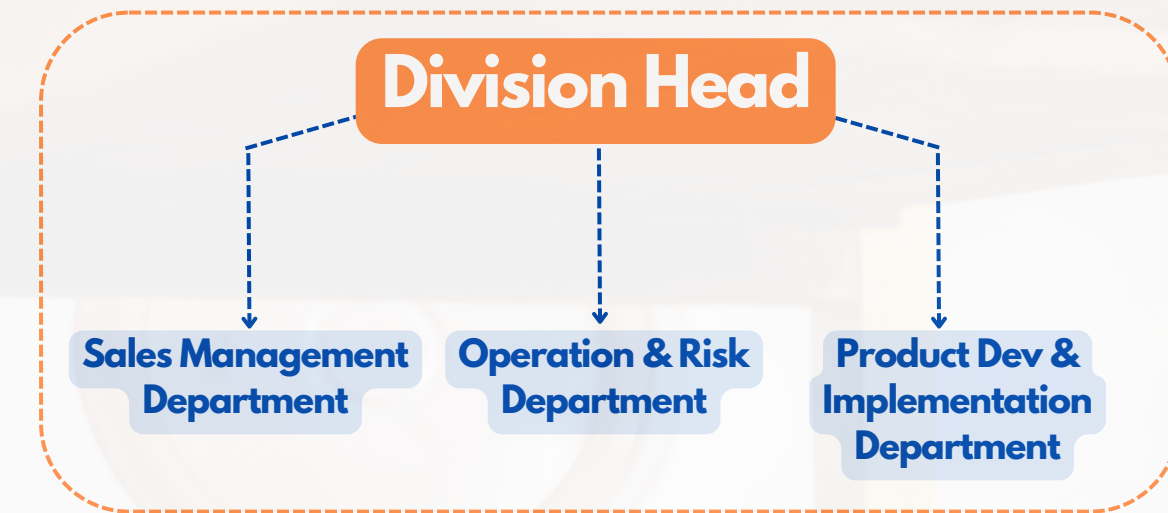 Division Head
Sales Management
Department
Operation & Risk
Department
Product Dev &
Implementation
Department